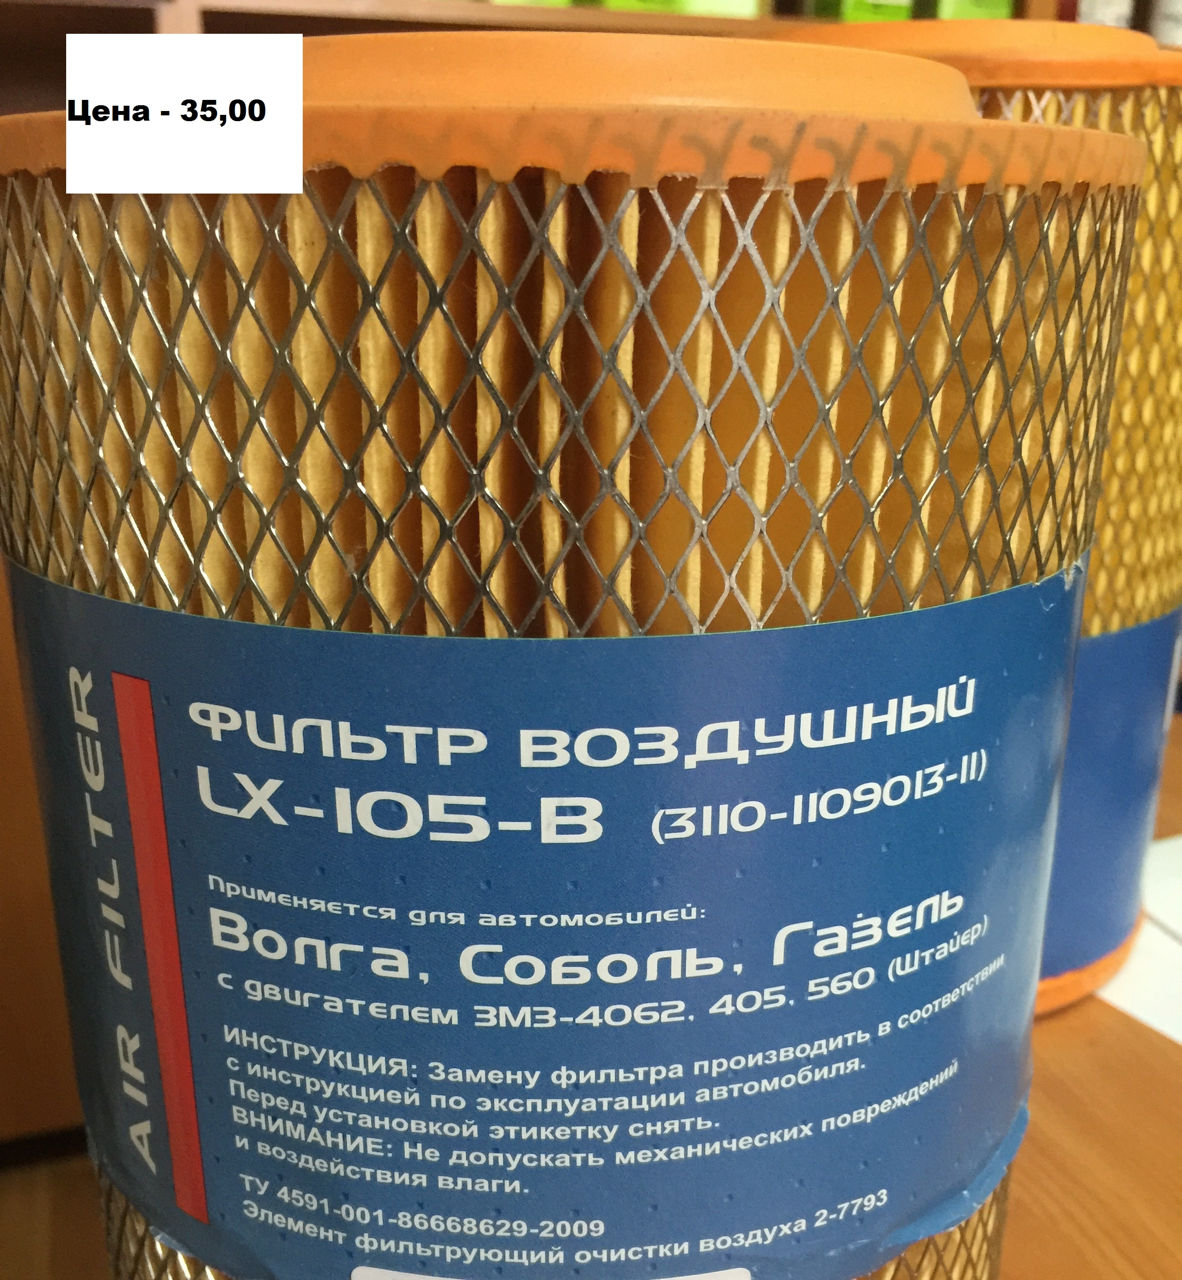 Цена - 35,00
AIR FILTER
ФИЛЬТР ВОЗДУШНЫЙ
LX-105-В (3110-1109013-11)
Применяется для автомобилей:
Волга, Соболь, Газель
с двигателем ЗМЗ-4062, 405, 560 (Штайер)
ИНСТРУКЦИЯ: Замену фильтра производить в соответствии
с инструкцией по эксплуатации автомобиля.
Перед установкой этикетку снять.
ВНИМАНИЕ: Не допускать механических повреждений
и воздействия влаги.
ТУ 4591-001-86668629-2009
Элемент фильтрующий очистки воздуха 2-7793